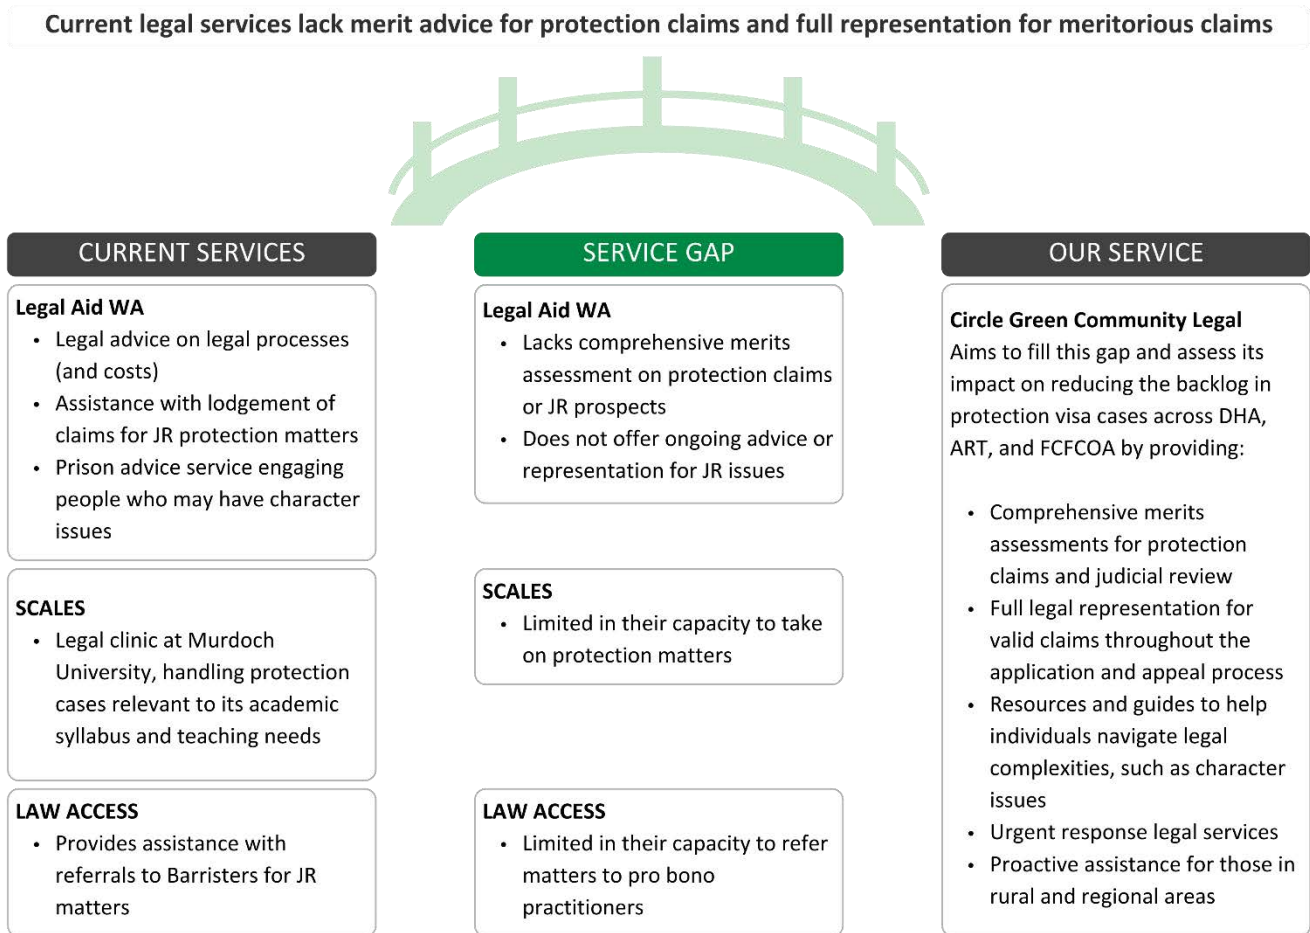 Current legal services lack merit advice for protection claims and full representation for meritorious claims
CURRENT SERVICES
Legal Aid WA
• Legal advice on legal processes
(and costs)
• Assistance with lodgement of
claims for JR protection matters
• Prison advice service engaging
people who may have character
issues
SCALES
• Legal clinic at Murdoch
University, handling protection
cases relevant to its academic
syllabus and teaching needs
LAW ACCESS
• Provides assistance with
referrals to Barristers for JR
matters
SERVICE GAP
Legal Aid WA
• Lacks comprehensive merits
assessment on protection claims
or JR prospects
• Does not offer ongoing advice or
representation for JR issues
SCALES
• Limited in their capacity to take
on protection matters
LAW ACCESS
• Limited in their capacity to refer
matters to pro bono
practitioners
OUR SERVICE
Circle Green Community Legal
Aims to fill this gap and assess its
impact on reducing the backlog in
protection visa cases across DHA,
ART, and FCFCOA by providing:
• Comprehensive merits
assessments for protection
claims and judicial review
• Full legal representation for
valid claims throughout the
application and appeal process
• Resources and guides to help
individuals navigate legal
complexities, such as character
issues
• Urgent response legal services
• Proactive assistance for those in
rural and regional areas